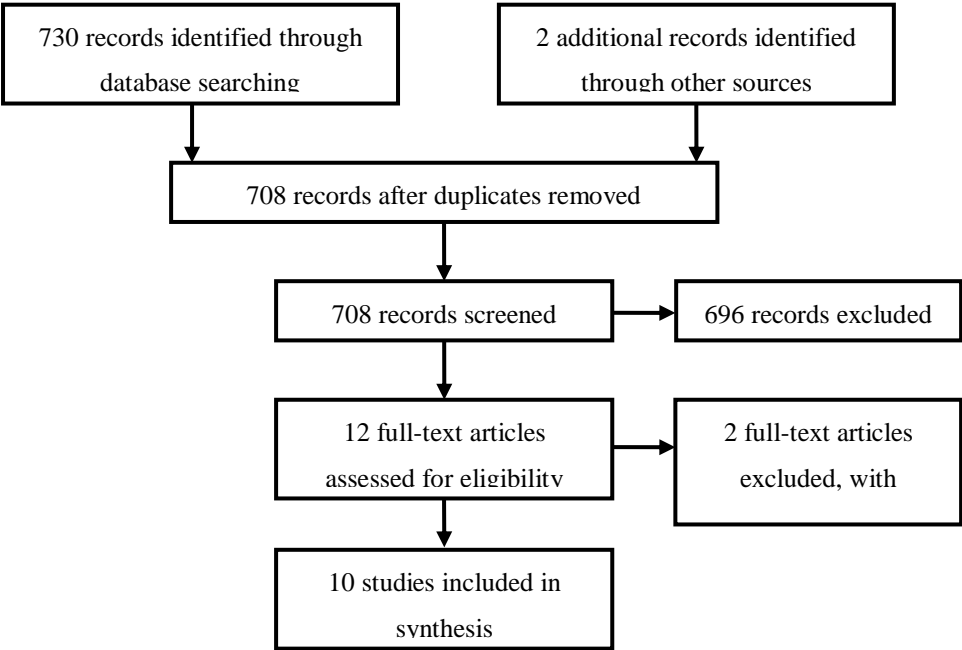 730 records identified through
database searching
2 additional records identified
through other sources
708 records after duplicates removed
708 records screened
696 records excluded
12 full-text articles
assessed for eligibility
2 full-text articles
excluded, with
10 studies included in
synthesis